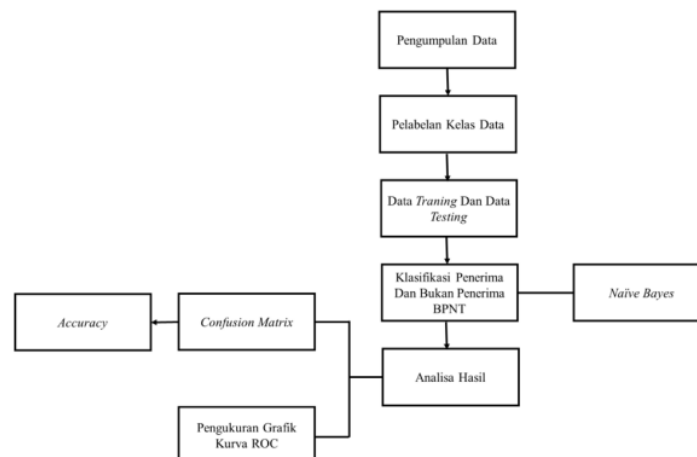 Pengumpulan Data
Pelabelan Kelas Data
Data Traning Dan Data
Testing
Klasifikasi Penerima
Dan Bukan Penerima
BPNT
Naïve Bayes
Accuracy
Confusion Matrix
Analisa Hasil
Pengukuran Grafik
Kurva ROC